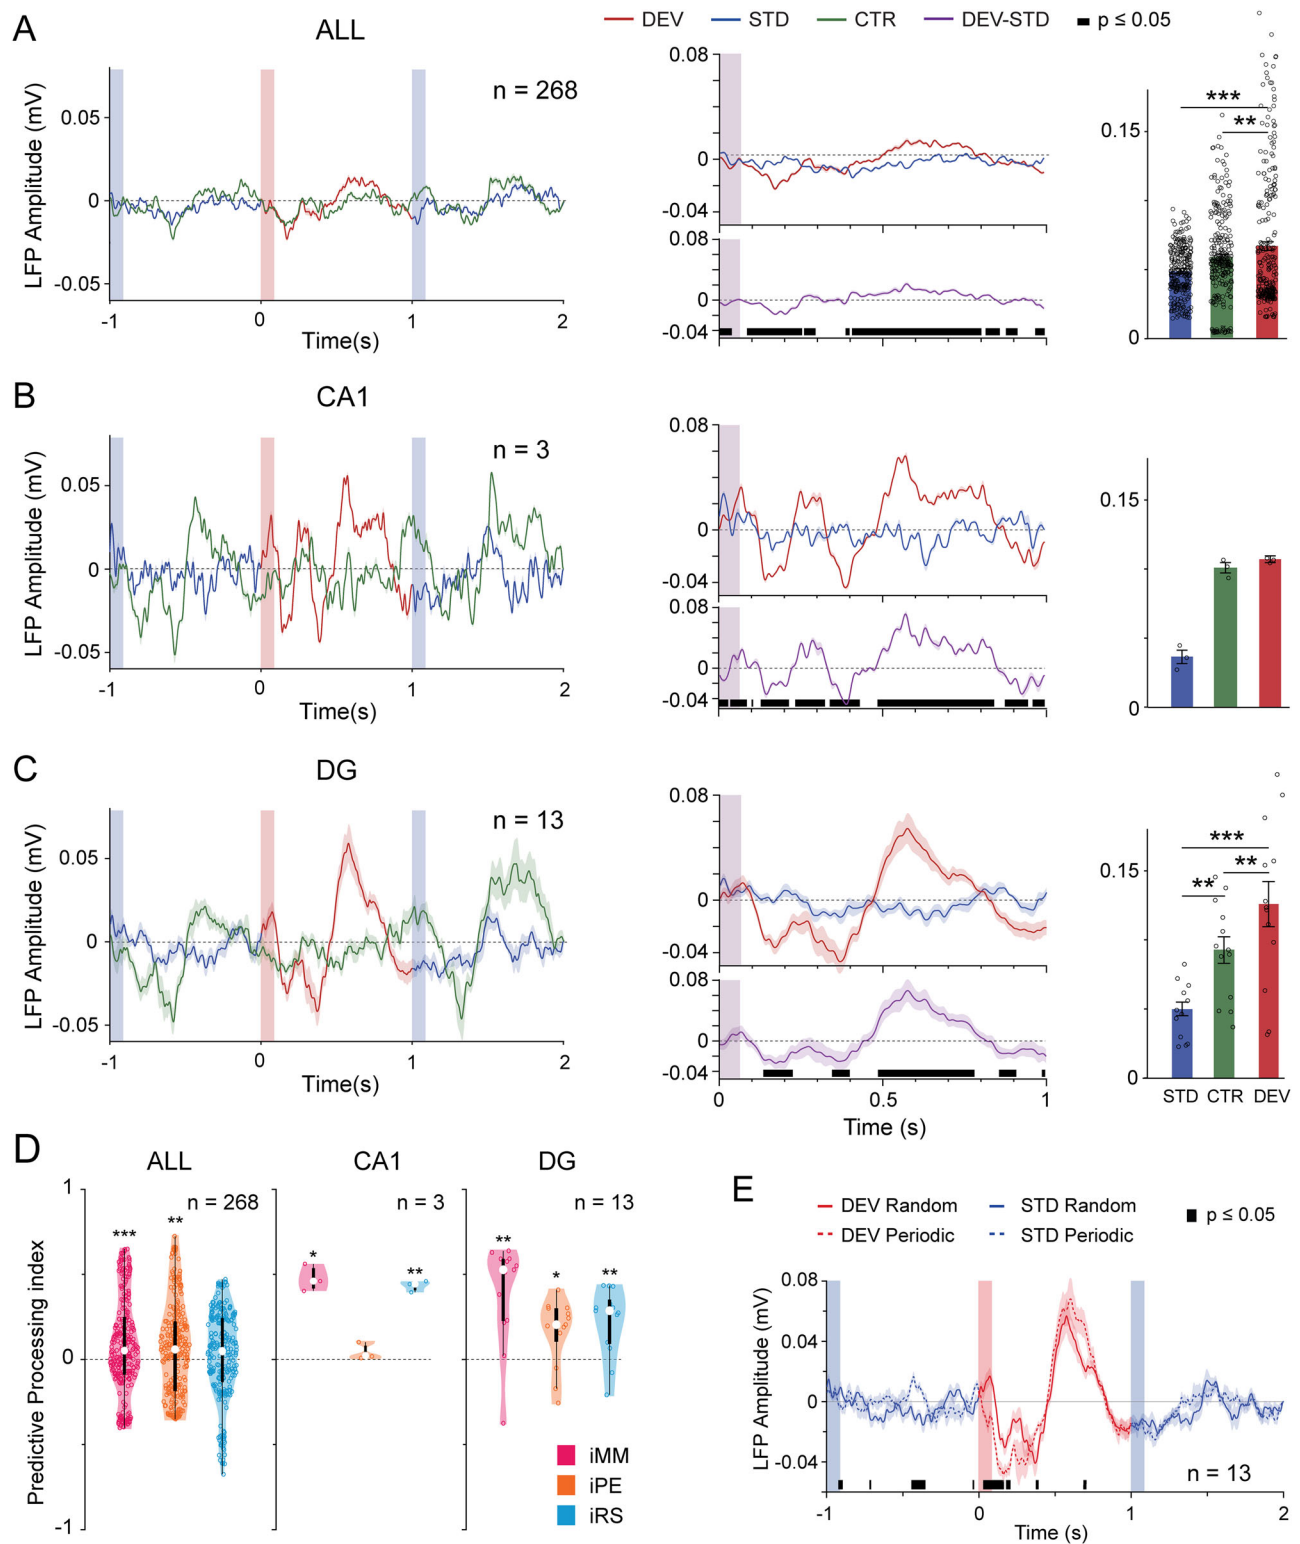 A
ALL
DEV STD CTR DEV-STD p ≤ 0.05
n = 268
LFP Amplitude (mV)
0.05
0
-0.05
-1 0 1 2
Time(s)
0.08
0
-0.04
0.08
0
-0.04
***
**
0.15
0
B
CA1
n = 3
LFP Amplitude (mV)
0.05
0
-0.05
-1 0 1 2
Time(s)
0.08
0
-0.04
0.08
0
-0.04
0.15
0
C
DG
n = 13
LFP Amplitude (mV)
0.05
0
-0.05
-1 0 1 2
Time(s)
0.08
0
-0.04
0.08
0
-0.04
0 0.5 1
Time (s)
***
**
**
0.15
0
STD CTR DEV
D
ALL CA1 DG
n = 268 n = 3 n = 13
Predictive Processing index
1
0
-1
*** **
* **
** * **
iMM
iPE
iRS
E
DEV Random STD Random
DEV Periodic STD Periodic
p ≤ 0.05
LFP Amplitude (mV)
0.08
0.04
0
-0.04
n = 13
-1 0 1 2
Time (s)